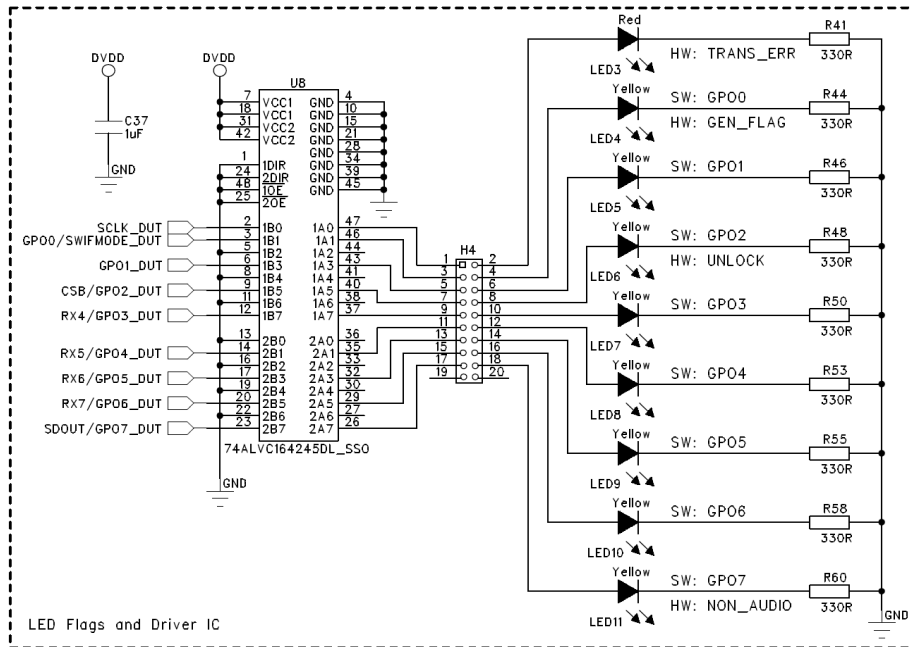 Red
R41
DVDD
DVDD
HW: TRANS_ERR
330R
U8
LED3
Yellow
R44
7 VCC1 GND 4
SW: GPO0
18 VCC1 GND 10
C37
31 VCC2 GND 15
330R
1uF
42 VCC2 GND 21
LED4
HW: GEN_FLAG
GND 28
Yellow
R46
1 1DIR GND 34
SW: GPO1
GND
24 2DIR GND 39
48 1OE GND 45
330R
25 2OE
LED5
SCLK_DUT 2 1B0 1A0 47
Yellow
R48
GPO0/SWIFMODE_DUT 3 1B1 1A1 46
SW: GPO2
5 1B2 1A2 44
H4
GPO1_DUT 6 1B3 1A3 43
1 2
330R
8 1B4 1A4 41
3 4
LED6
HW: UNLOCK
CSB/GPO2_DUT 9 1B5 1A5 40
5 6
11 1B6 1A6 38
7 8
Yellow
R50
RX4/GPO3_DUT 12 1B7 1A7 37
9 10
SW: GPO3
11 12
330R
13 2B0 2A0 36
13 14
LED7
RX5/GPO4_DUT 14 2B1 2A1 35
15 16
Yellow
R53
16 2B2 2A2 33
17 18
SW: GPO4
RX6/GPO5_DUT 17 2B3 2A3 32
19 20
19 2B4 2A4 30
330R
RX7/GPO6_DUT 20 2B5 2A5 29
LED8
22 2B6 2A6 27
SDOUT/GPO7_DUT 23 2B7 2A7 26
Yellow
R55
74ALVC164245DL_SSO
SW: GPO5
330R
GND
LED9
Yellow
R58
SW: GPO6
330R
LED10
Yellow
R60
SW: GPO7
330R
LED11
HW: NON_AUDIO
GND
LED Flags and Driver IC